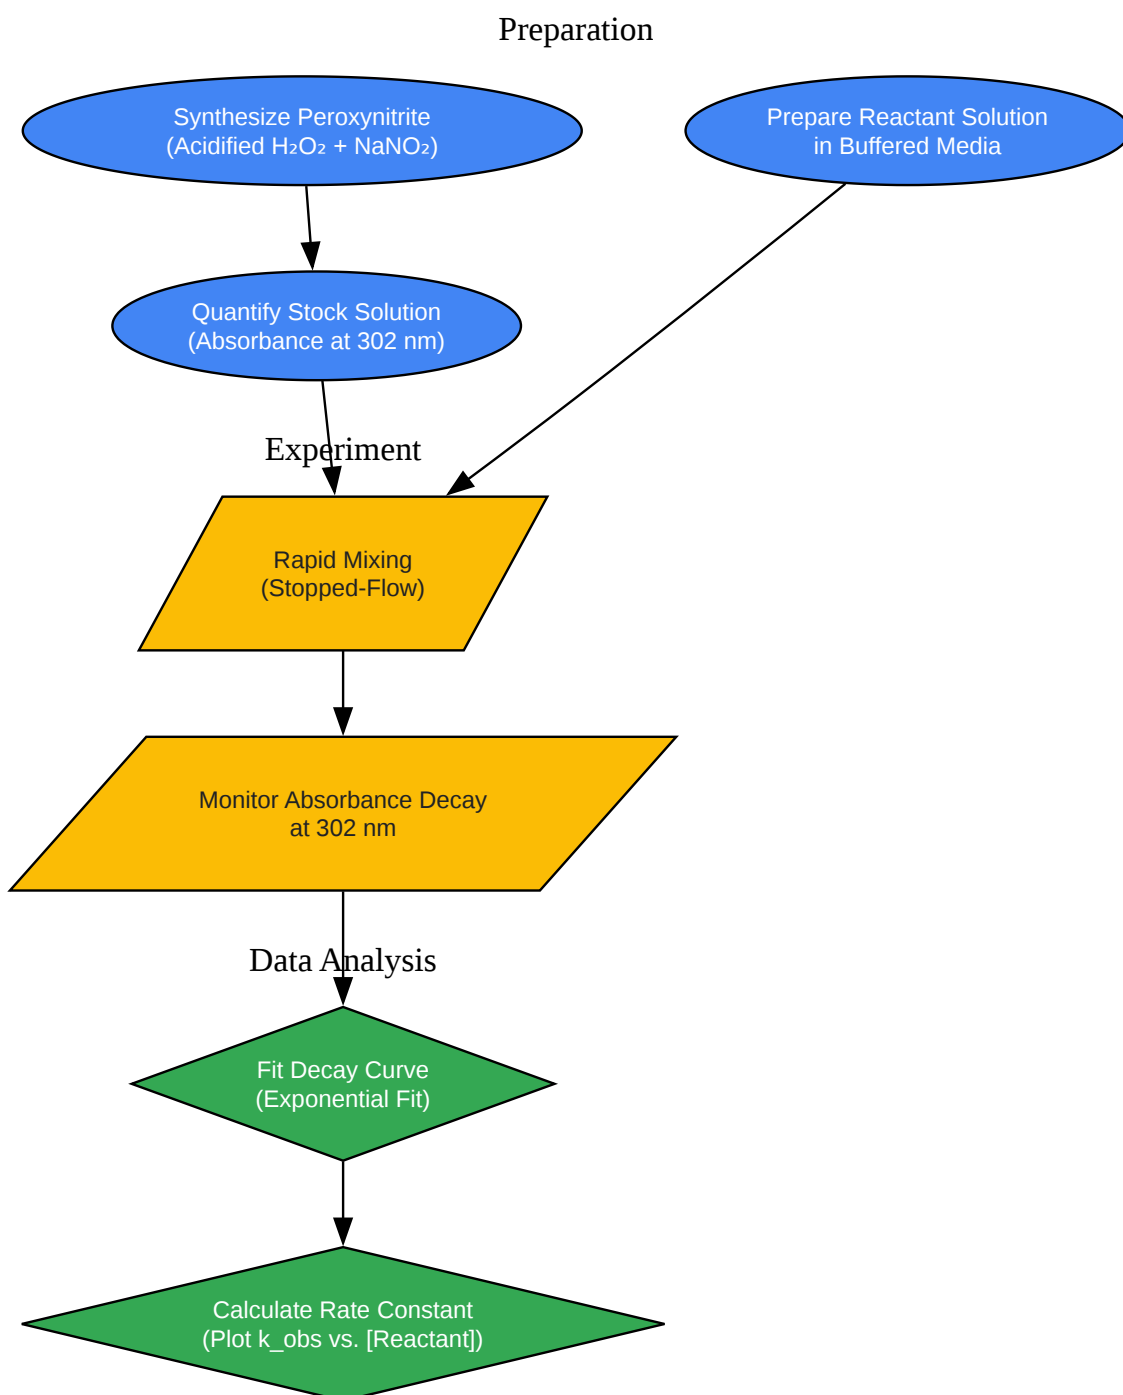 Preparation
Synthesize Peroxynitrite
(Acidified H₂O₂ + NaNO₂)
Prepare Reactant Solution
in Buffered Media
Quantify Stock Solution
(Absorbance at 302 nm)
Experiment
Rapid Mixing
(Stopped-Flow)
Monitor Absorbance Decay
at 302 nm
Data Analysis
Fit Decay Curve
(Exponential Fit)
Calculate Rate Constant
(Plot k_obs vs. [Reactant])